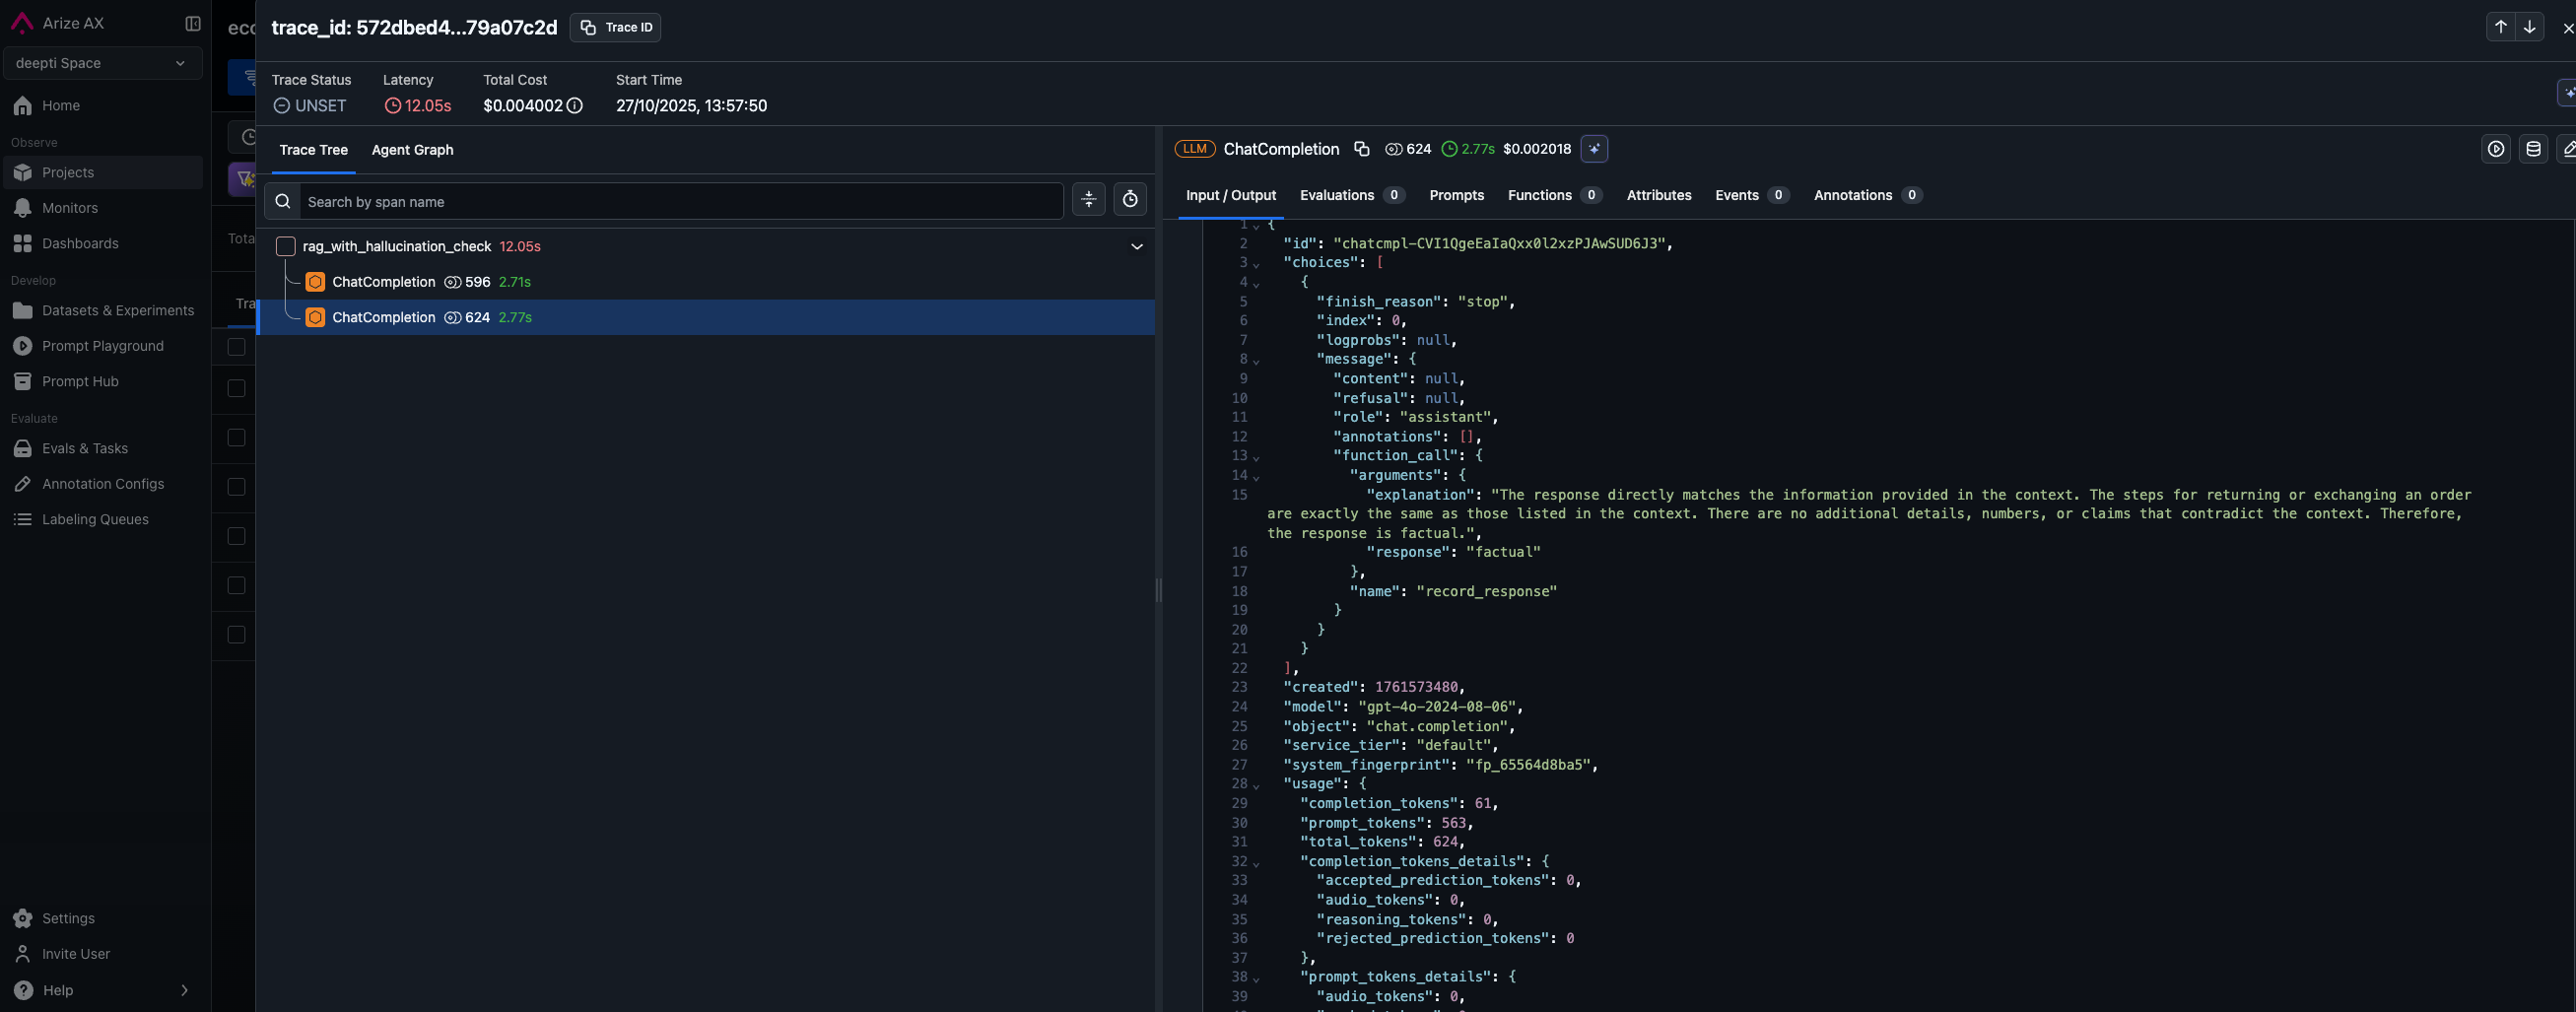 Arize AX
deepti Space
Home
Observe
Projects
Monitors
Dashboards
Develop
Datasets & Experiments
Prompt Playground
Prompt Hub
Evaluate
Evals & Tasks
Annotation Configs
Labeling Queues
Settings
Invite User
Help
trace_id: 572dbed4...79a07c2d
Trace ID
Trace Status Latency Total Cost Start Time
UNSET 12.05s $0.004002 27/10/2025, 13:57:50
Trace Tree Agent Graph
Search by span name
rag_with_hallucination_check 12.05s
ChatCompletion 596 2.71s
ChatCompletion 624 2.77s
LLM ChatCompletion 624 2.77s $0.002018
Input / Output Evaluations 0 Prompts Functions 0 Attributes Events 0 Annotations 0
1 {
2 "id": "chatcmpl-CVI1QgeEaIaQxx0l2xzPJAwSUD6J3",
3 "choices": [
4 {
5 "finish_reason": "stop",
6 "index": 0,
7 "logprobs": null,
8 "message": {
9 "content": null,
10 "refusal": null,
11 "role": "assistant",
12 "annotations": [],
13 "function_call": {
14 "arguments": {
15 "explanation": "The response directly matches the information provided in the context. The steps for returning or exchanging an order
are exactly the same as those listed in the context. There are no additional details, numbers, or claims that contradict the context. Therefore,
the response is factual.",
16 "response": "factual"
17 },
18 "name": "record_response"
19 }
20 }
21 }
22 ],
23 "created": 1761573480,
24 "model": "gpt-4o-2024-08-06",
25 "object": "chat.completion",
26 "service_tier": "default",
27 "system_fingerprint": "fp_65564d8ba5",
28 "usage": {
29 "completion_tokens": 61,
30 "prompt_tokens": 563,
31 "total_tokens": 624,
32 "completion_tokens_details": {
33 "accepted_prediction_tokens": 0,
34 "audio_tokens": 0,
35 "reasoning_tokens": 0,
36 "rejected_prediction_tokens": 0
37 },
38 "prompt_tokens_details": {
39 "audio_tokens": 0,